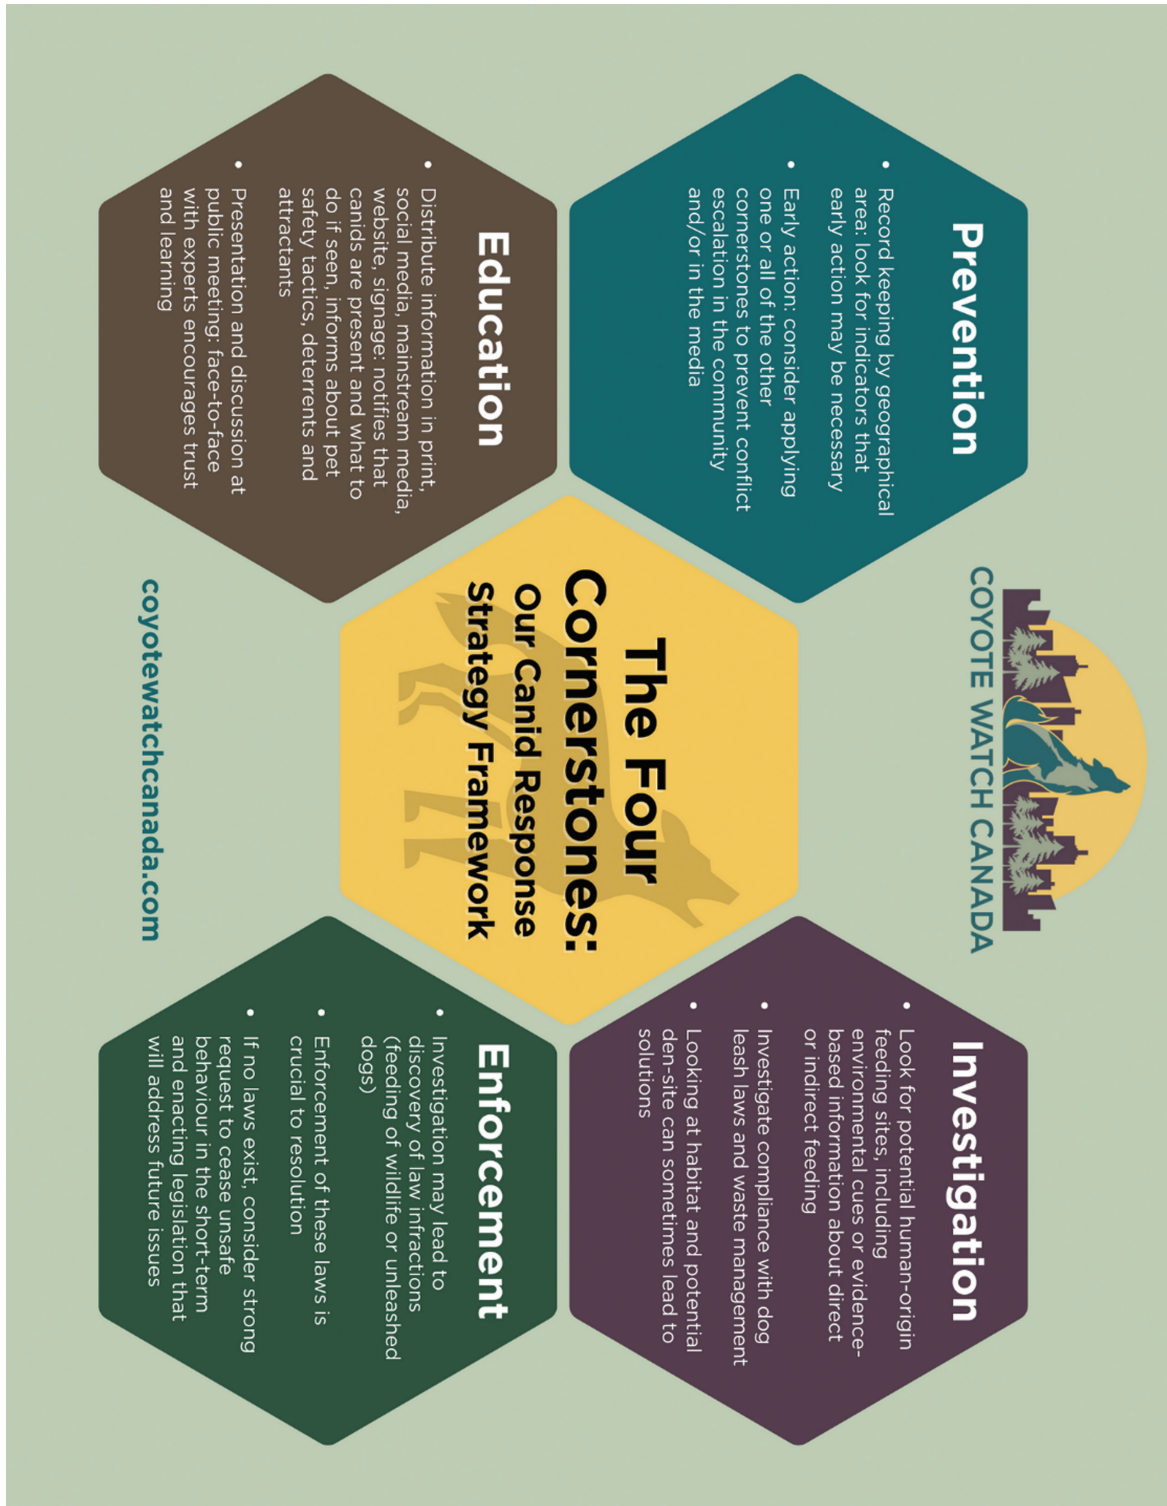 COYOTE WATCH CANADA
Prevention
• Record keeping by geographical
area: look for indicators that
early action may be necessary
• Early action: consider applying
one or all of the other
cornerstones to prevent conflict
escalation in the community
and/or in the media
Investigation
• Look for potential human-origin
feeding sites, including
environmental cues or evidence-
based information about direct
or indirect feeding
• Investigate compliance with dog
leash laws and waste management
• Looking at habitat and potential
den-site can sometimes lead to
solutions
The Four
Cornerstones:
Our Canid Response
Strategy Framework
Education
• Distribute information in print,
social media, mainstream media,
website, signage: notifies that
canids are present and what to
do if seen, informs about pet
safety tactics, deterrents and
attractants
• Presentation and discussion at
public meeting: face-to-face
with experts encourages trust
and learning
Enforcement
• Investigation may lead to
discovery of law infractions
(feeding of wildlife or unleashed
dogs)
• Enforcement of these laws is
crucial to resolution
• If no laws exist, consider strong
request to cease unsafe
behaviour in the short-term
and enacting legislation that
will address future issues
coyotewatchcanada.com